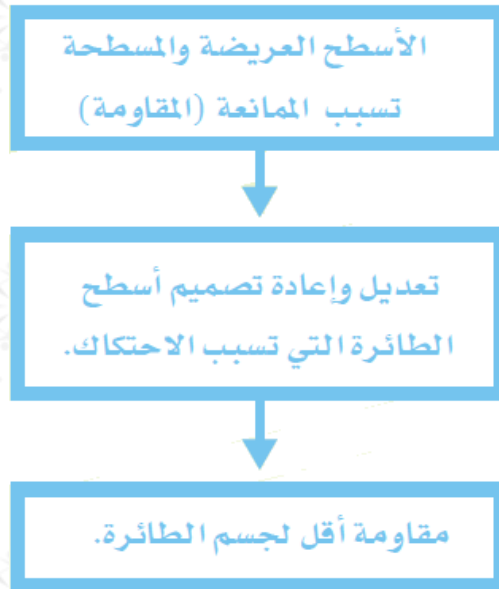 الأسطح العريضة والمسطحة
تسبب الممانعة (المقاومة)
تعديل وإعادة تصميم أسطح
الطائرة التي تسبب الاحتكاك.
مقاومة أقل لجسم الطائرة.